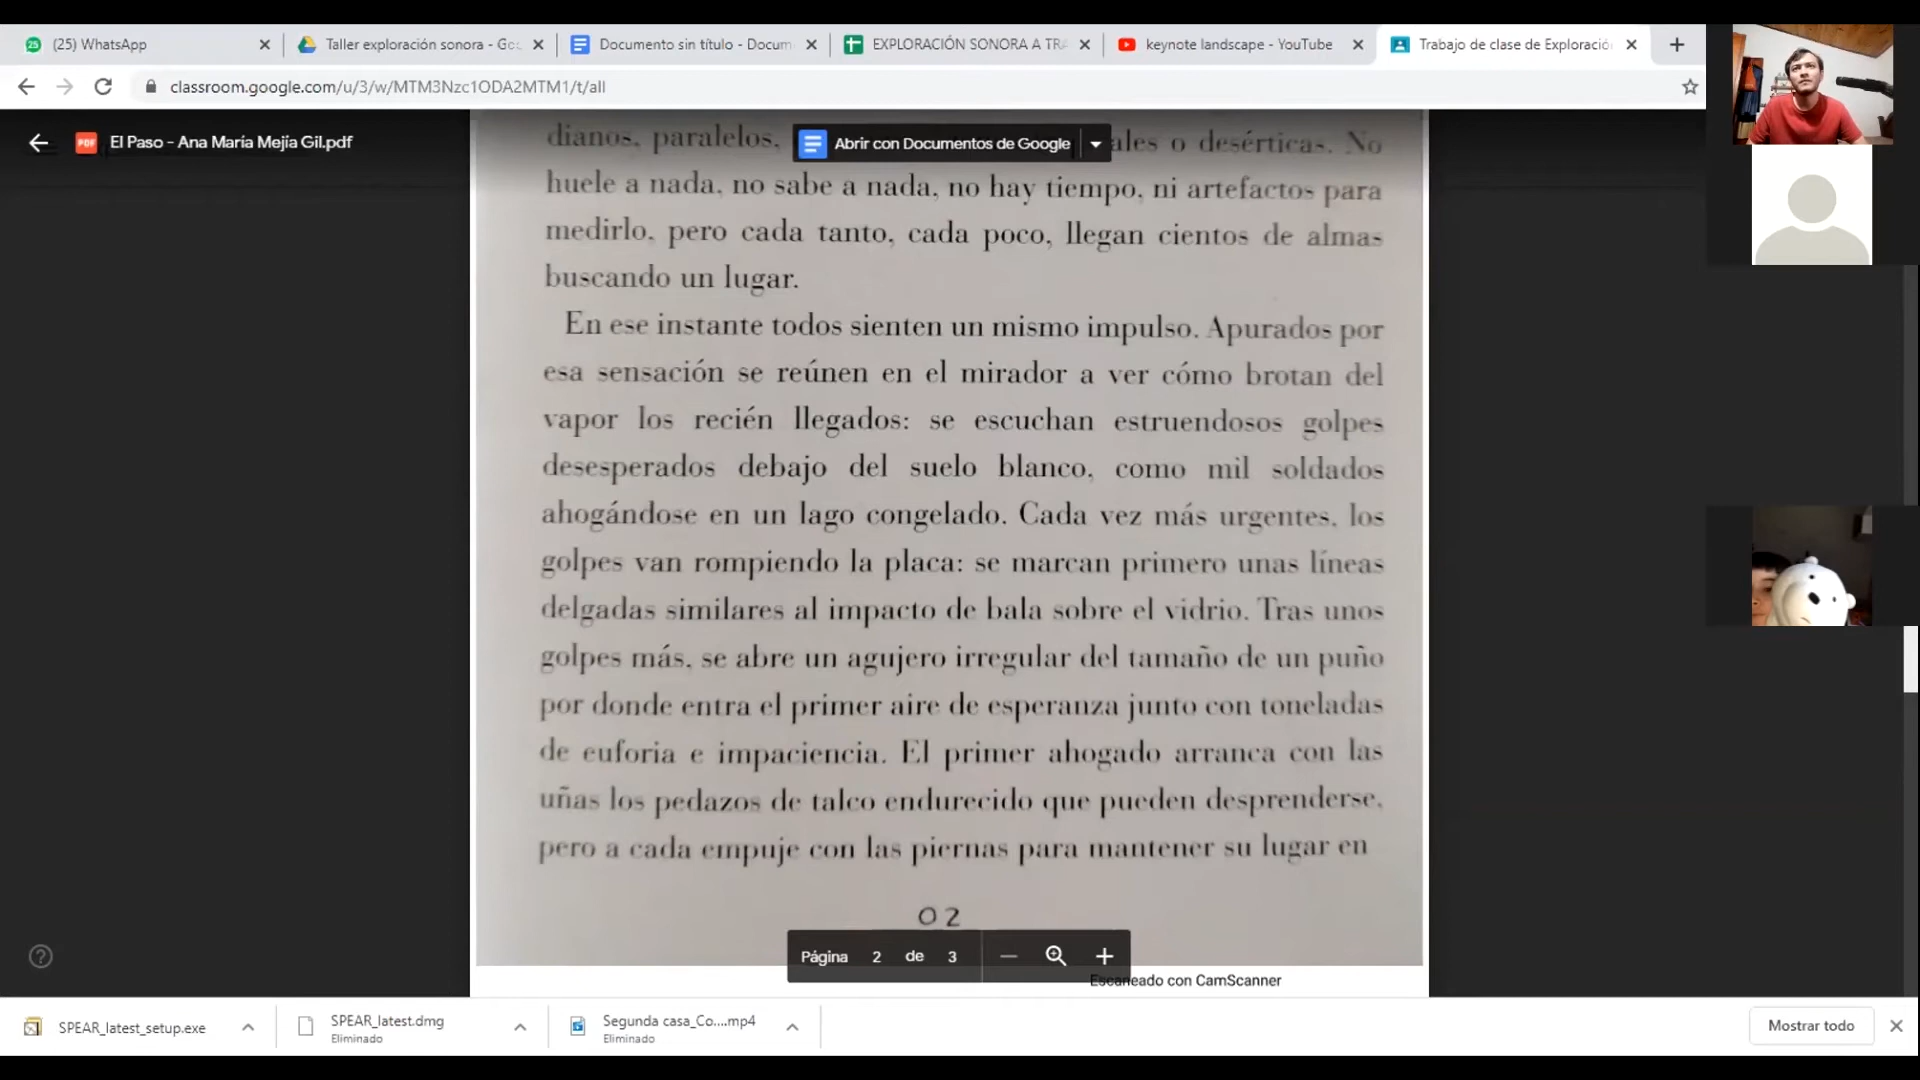 (25) WhatsApp
Taller exploración sonora - Go
Documento sin título - Docum
EXPLORACIÓN SONORA A TRA
keynote landscape - YouTube
Trabajo de clase de Exploració
classroom.google.com/u/3/w/MTM3Nzc1ODA2MTM1/t/all
PDF El Paso - Ana María Mejía Gil.pdf
Abrir con Documentos de Google
dianos, paralelos, ales o desérticas. No
huele a nada, no sabe a nada, no hay tiempo, ni artefactos para
medirlo, pero cada tanto, cada poco, llegan cientos de almas
buscando un lugar.
En ese instante todos sienten un mismo impulso. Apurados por
esa sensación se reúnen en el mirador a ver cómo brotan del
vapor los recién llegados: se escuchan estruendosos golpes
desesperados debajo del suelo blanco, como mil soldados
ahogándose en un lago congelado. Cada vez más urgentes, los
golpes van rompiendo la placa: se marcan primero unas líneas
delgadas similares al impacto de bala sobre el vidrio. Tras unos
golpes más, se abre un agujero irregular del tamaño de un puño
por donde entra el primer aire de esperanza junto con toneladas
de euforia e impaciencia. El primer ahogado arranca con las
uñas los pedazos de talco endurecido que pueden desprenderse,
pero a cada empuje con las piernas para mantener su lugar en
02
Página 2 de 3
Escaneado con CamScanner
SPEAR_latest_setup.exe
SPEAR_latest.dmg
Eliminado
Segunda casa_Co....mp4
Eliminado
Mostrar todo